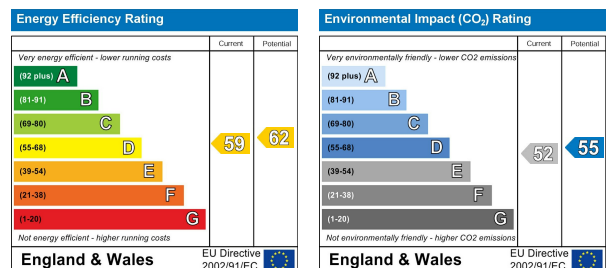 Energy Efficiency Rating
Current Potential
Very energy efficient - lower running costs
(92 plus) A
(81-91) B
(69-80) C
(55-68) D
59 62
(39-54) E
(21-38) F
(1-20) G
Not energy efficient - higher running costs
England & Wales
EU Directive
2002/91/EC
Environmental Impact (CO₂) Rating
Current Potential
Very environmentally friendly - lower CO2 emissions
(92 plus) A
(81-91) B
(69-80) C
(55-68) D
52 55
(39-54) E
(21-38) F
(1-20) G
Not environmentally friendly - higher CO2 emissions
England & Wales
EU Directive
2002/91/EC